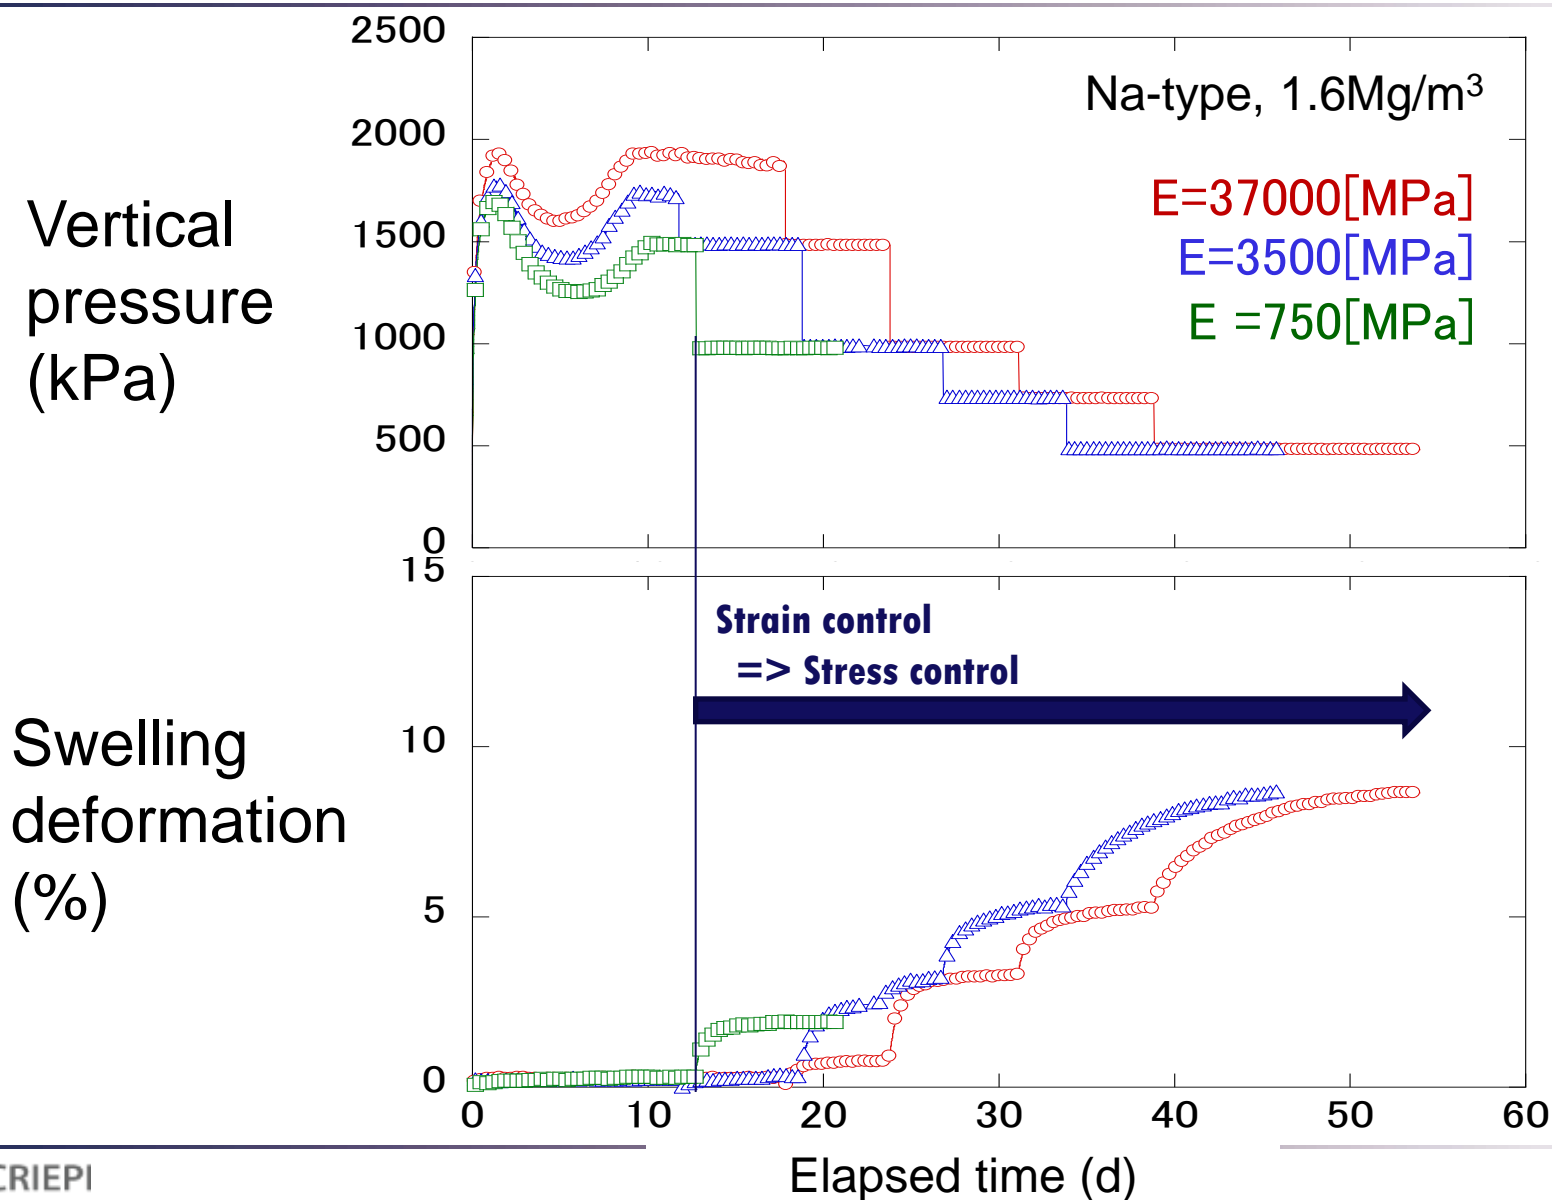 2500
2000
1500
1000
500
0
Vertical
pressure
(kPa)
Na-type, 1.6Mg/m³
E=37000[MPa]
E=3500[MPa]
E =750[MPa]
15
10
5
0
Swelling
deformation
(%)
Strain control
=> Stress control
0 10 20 30 40 50 60
Elapsed time (d)
CRIEPI